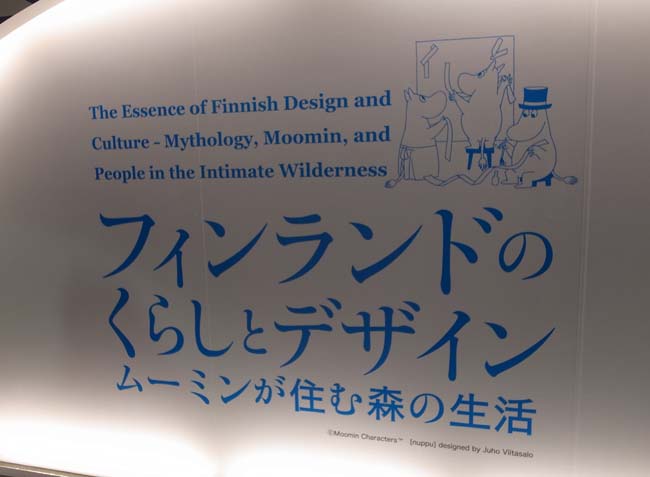 The Essence of Finnish Design and
Culture - Mythology, Moomin, and
People in the Intimate Wilderness
フィンランドの
くらしとデザイン
ムーミンが住む森の生活
©Moomin Characters™ [nuppu] designed by Juho Viitasalo